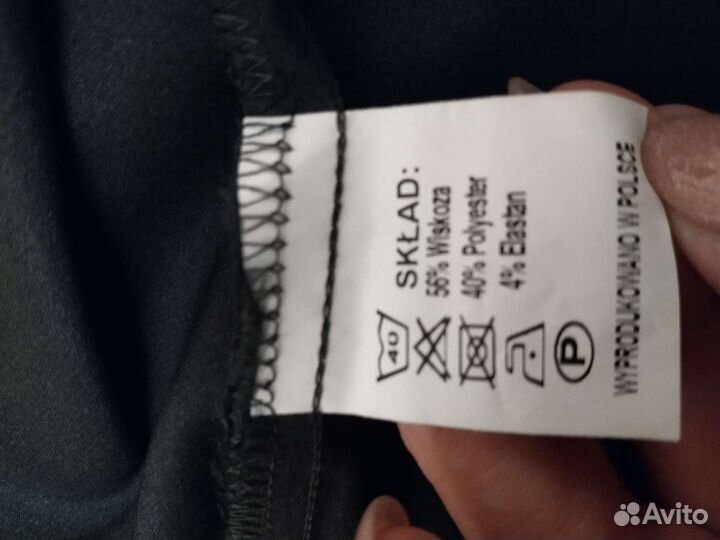 SKŁAD:
56% Wiskoza
40% Polyester
4% Elastan
40
P
WYPRODUKOWANO W POLSCE
Avito